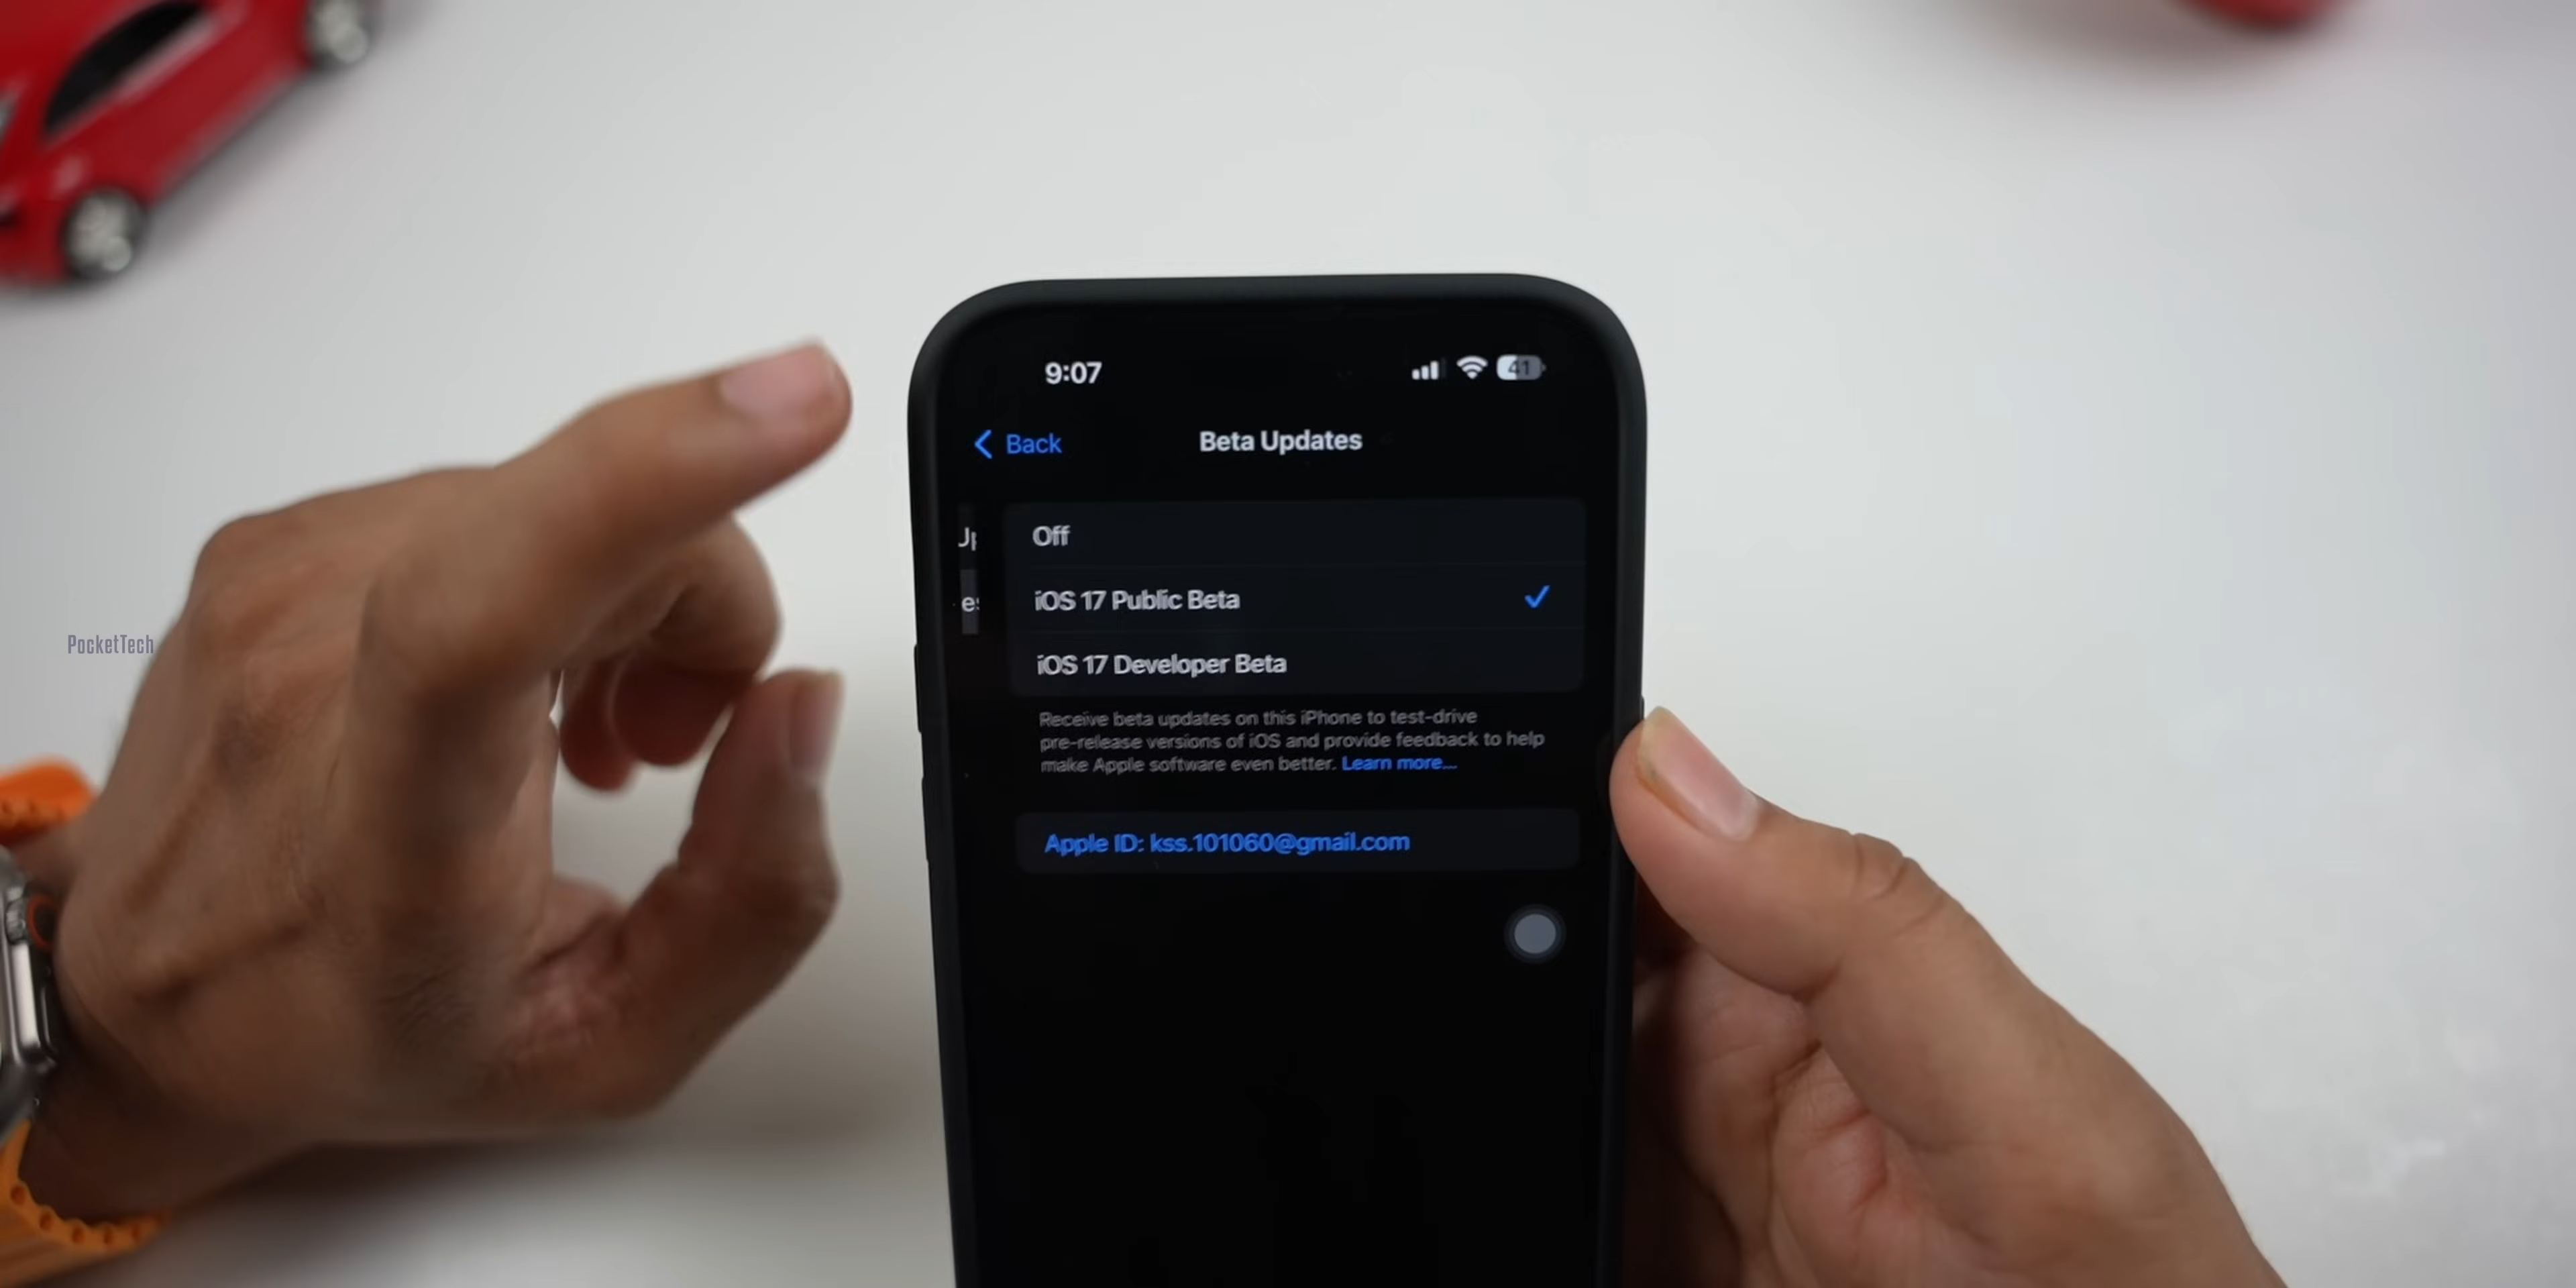 9:07
41
Back
Beta Updates
Off
iOS 17 Public Beta
iOS 17 Developer Beta
Receive beta updates on this iPhone to test-drive
pre-release versions of iOS and provide feedback to help
make Apple software even better. Learn more...
Apple ID: kss.101060@gmail.com
PocketTech